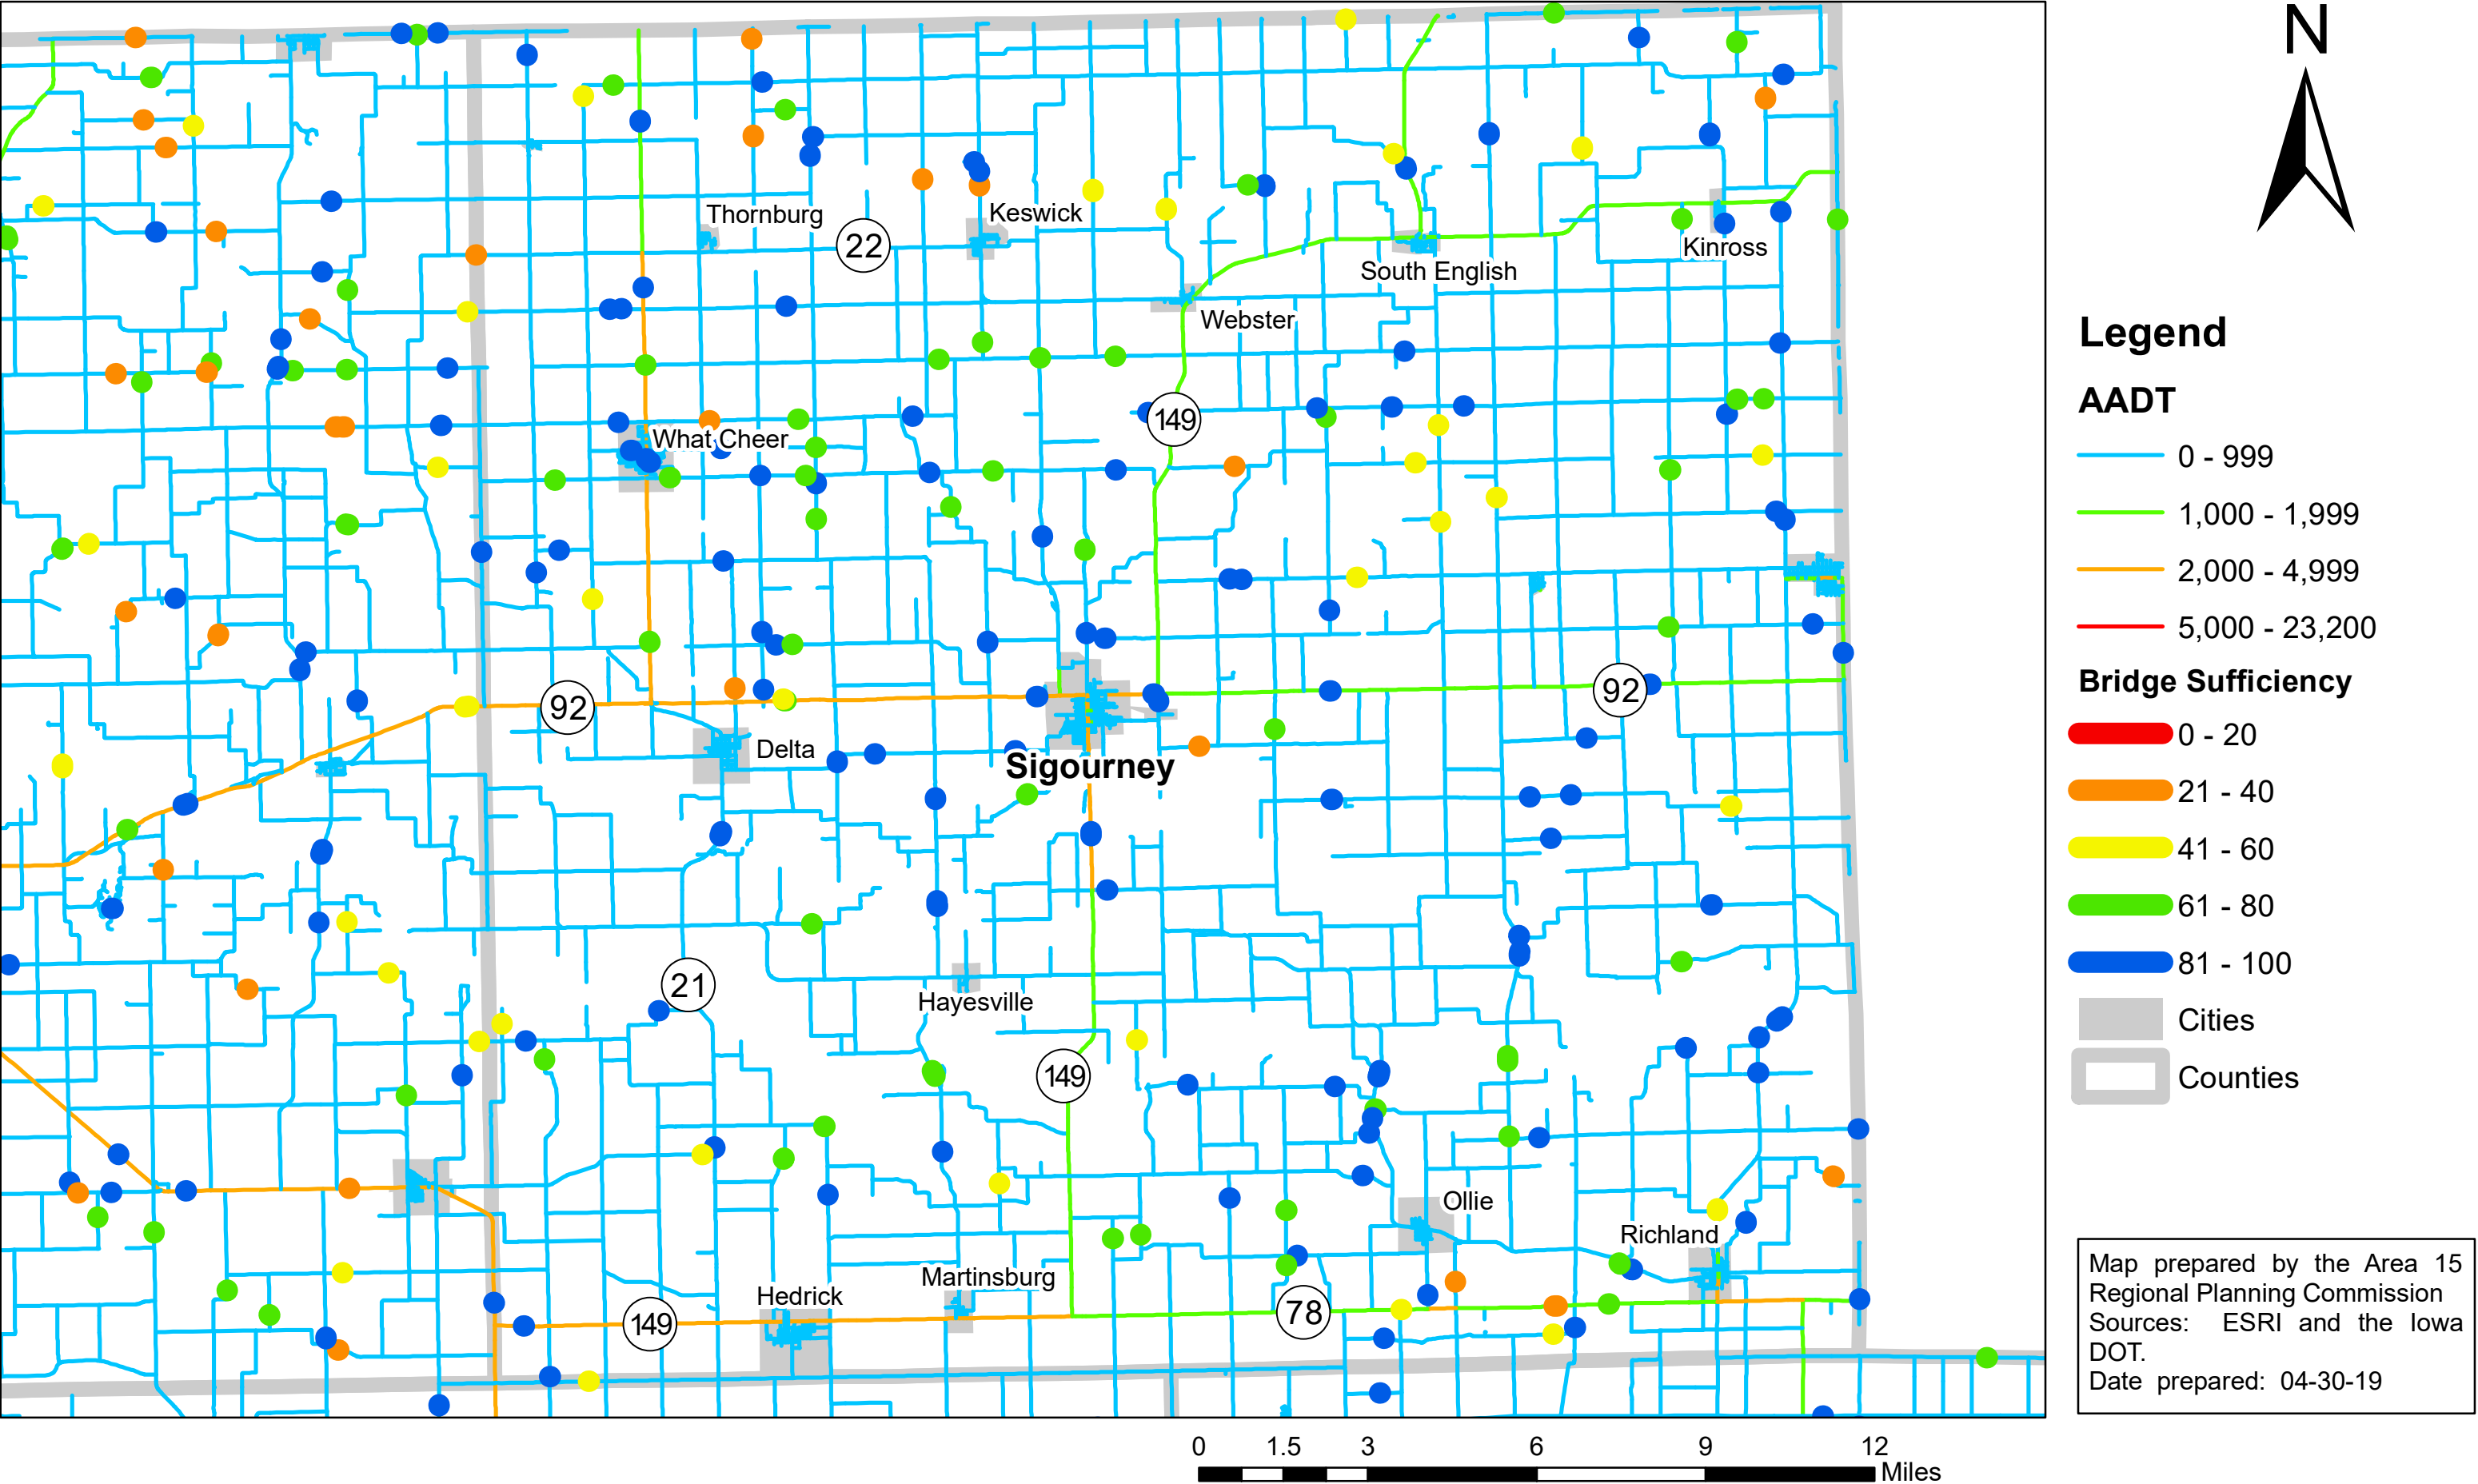 N
Thornburg
Keswick
22
Kinross
South English
Webster
149
What Cheer
92
92
Delta
Sigourney
21
Hayesville
149
Ollie
Richland
Martinsburg
Hedrick
149
78
Legend
AADT
0 - 999
1,000 - 1,999
2,000 - 4,999
5,000 - 23,200
Bridge Sufficiency
0 - 20
21 - 40
41 - 60
61 - 80
81 - 100
Cities
Counties
Map prepared by the Area 15
Regional Planning Commission
Sources: ESRI and the Iowa
DOT.
Date prepared: 04-30-19
0 1.5 3 6 9 12
Miles